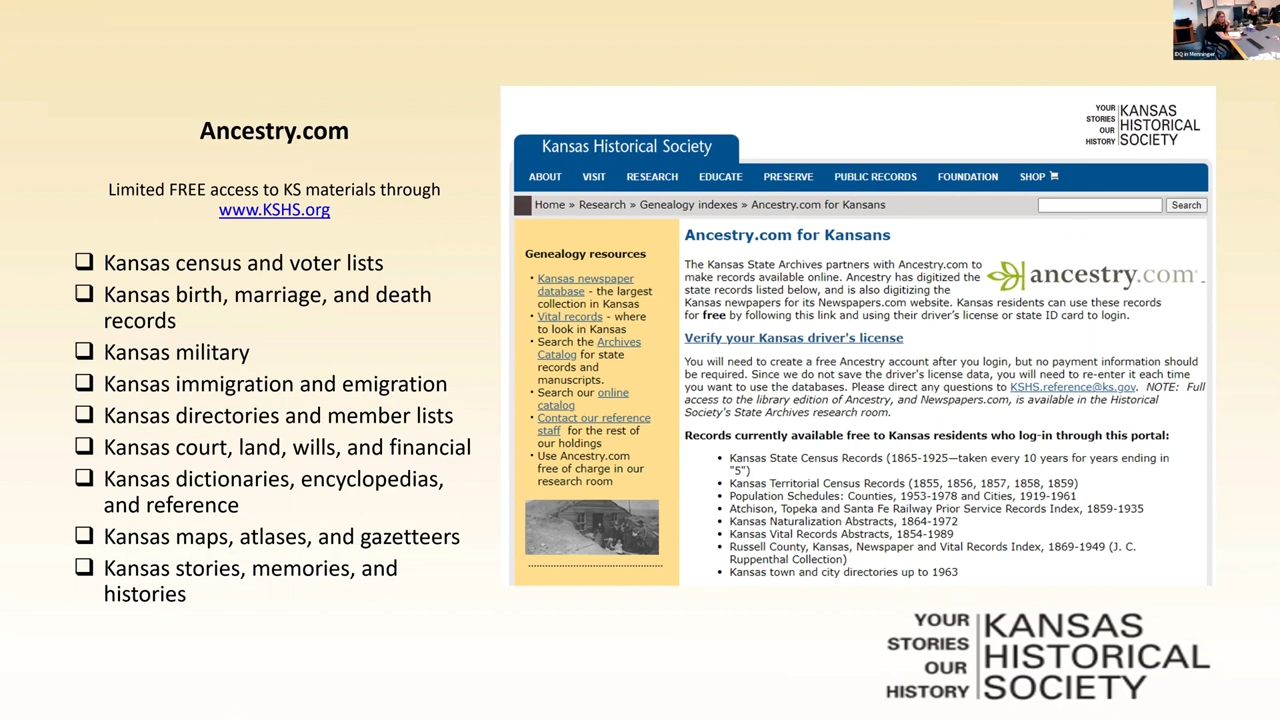 IDQ in Menninger
Ancestry.com
Limited FREE access to KS materials through
www.KSHS.org
❑ Kansas census and voter lists
❑ Kansas birth, marriage, and death
records
❑ Kansas military
❑ Kansas immigration and emigration
❑ Kansas directories and member lists
❑ Kansas court, land, wills, and financial
❑ Kansas dictionaries, encyclopedias,
and reference
❑ Kansas maps, atlases, and gazetteers
❑ Kansas stories, memories, and
histories
YOUR
STORIES
OUR
HISTORY
KANSAS
HISTORICAL
SOCIETY
Kansas Historical Society
ABOUT VISIT RESEARCH EDUCATE PRESERVE PUBLIC RECORDS FOUNDATION SHOP
Home » Research » Genealogy indexes » Ancestry.com for Kansans Search
Genealogy resources
• Kansas newspaper
database - the largest
collection in Kansas
• Vital records - where
to look in Kansas
• Search the Archives
Catalog for state
records and
manuscripts.
• Search our online
catalog
• Contact our reference
staff for the rest of
our holdings
• Use Ancestry.com
free of charge in our
research room
Ancestry.com for Kansans
The Kansas State Archives partners with Ancestry.com to
make records available online. Ancestry has digitized the
state records listed below, and is also digitizing the
Kansas newpapers for its Newspapers.com website. Kansas residents can use these records
for free by following this link and using their driver's license or state ID card to login.
ancestry.com
Verify your Kansas driver's license
You will need to create a free Ancestry account after you login, but no payment information should
be required. Since we do not save the driver's license data, you will need to re-enter it each time
you want to use the databases. Please direct any questions to KSHS.reference@ks.gov. NOTE: Full
access to the library edition of Ancestry, and Newspapers.com, is available in the Historical
Society's State Archives research room.
Records currently available free to Kansas residents who log-in through this portal:
• Kansas State Census Records (1865-1925—taken every 10 years for years ending in
"5")
• Kansas Territorial Census Records (1855, 1856, 1857, 1858, 1859)
• Population Schedules: Counties, 1953-1978 and Cities, 1919-1961
• Atchison, Topeka and Santa Fe Railway Prior Service Records Index, 1859-1935
• Kansas Naturalization Abstracts, 1864-1972
• Kansas Vital Records Abstracts, 1854-1989
• Russell County, Kansas, Newspaper and Vital Records Index, 1869-1949 (J. C.
Ruppenthal Collection)
• Kansas town and city directories up to 1963
YOUR
STORIES
OUR
HISTORY
KANSAS
HISTORICAL
SOCIETY